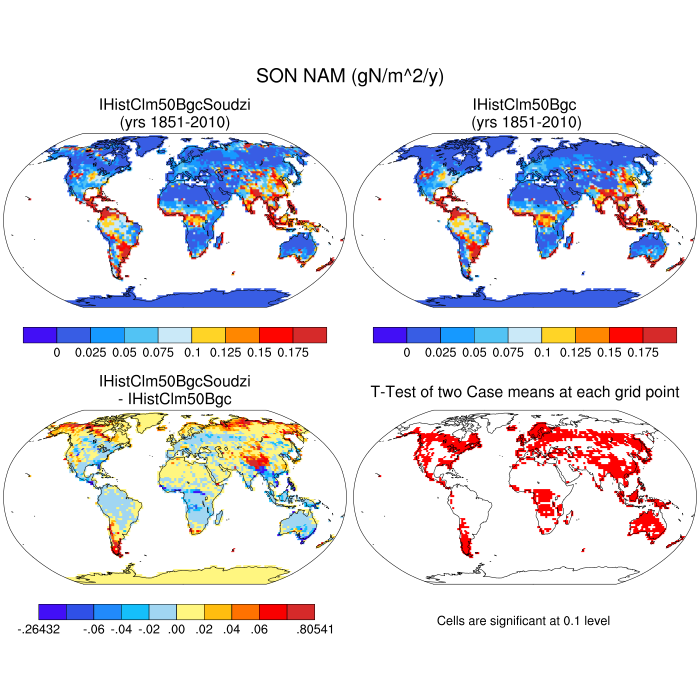 SON NAM (gN/m^2/y)
IHistClm50BgcSoudzi
(yrs 1851-2010)
IHistClm50Bgc
(yrs 1851-2010)
0 0.025 0.05 0.075 0.1 0.125 0.15 0.175
0 0.025 0.05 0.075 0.1 0.125 0.15 0.175
IHistClm50BgcSoudzi
- IHistClm50Bgc
T-Test of two Case means at each grid point
-.26432 -.06 -.04 -.02 .00 .02 .04 .06 .80541
Cells are significant at 0.1 level